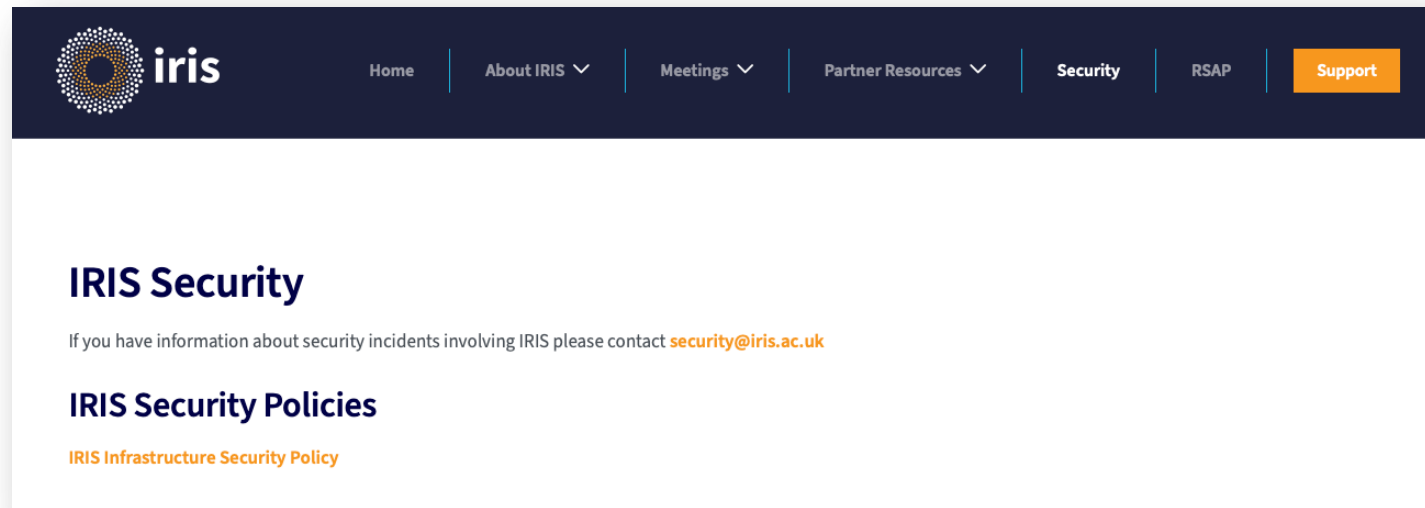 iris
Home
About IRIS
Meetings
Partner Resources
Security
RSAP
Support
IRIS Security
If you have information about security incidents involving IRIS please contact security@iris.ac.uk
IRIS Security Policies
IRIS Infrastructure Security Policy